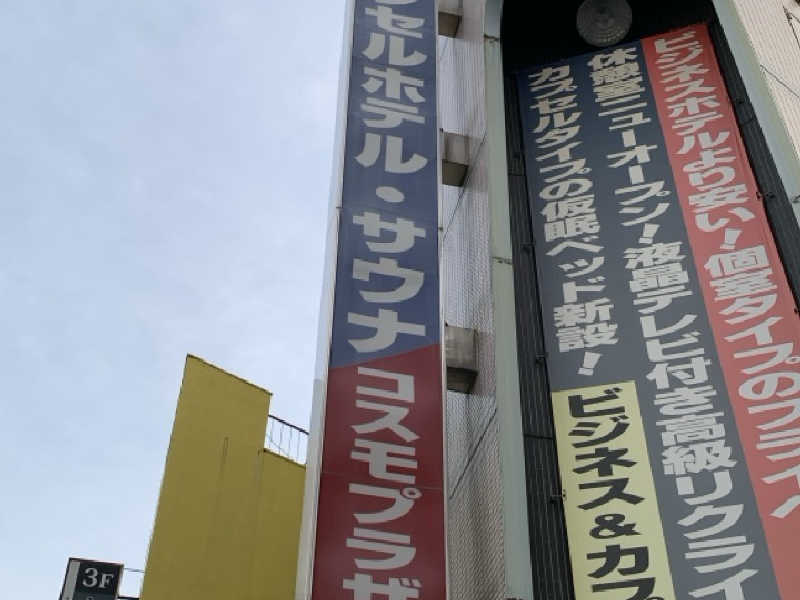 プセルホテル・サウナ
コスモプラザ
ビジネスホテルより安い!個室タイプのプライベ
休憩室ニューオープン!液晶テレビ付き高級リクライ
カプセルタイプの仮眠ベッド新設!
ビジネス&カプ
3F